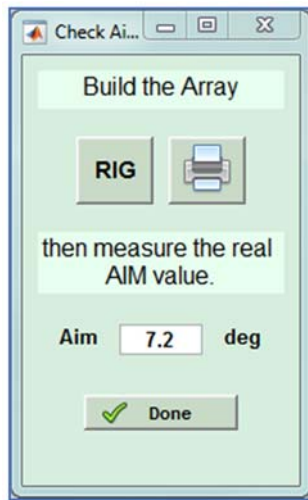 Check Ai...
Build the Array
RIG
then measure the real
AIM value.
Aim 7.2 deg
Done